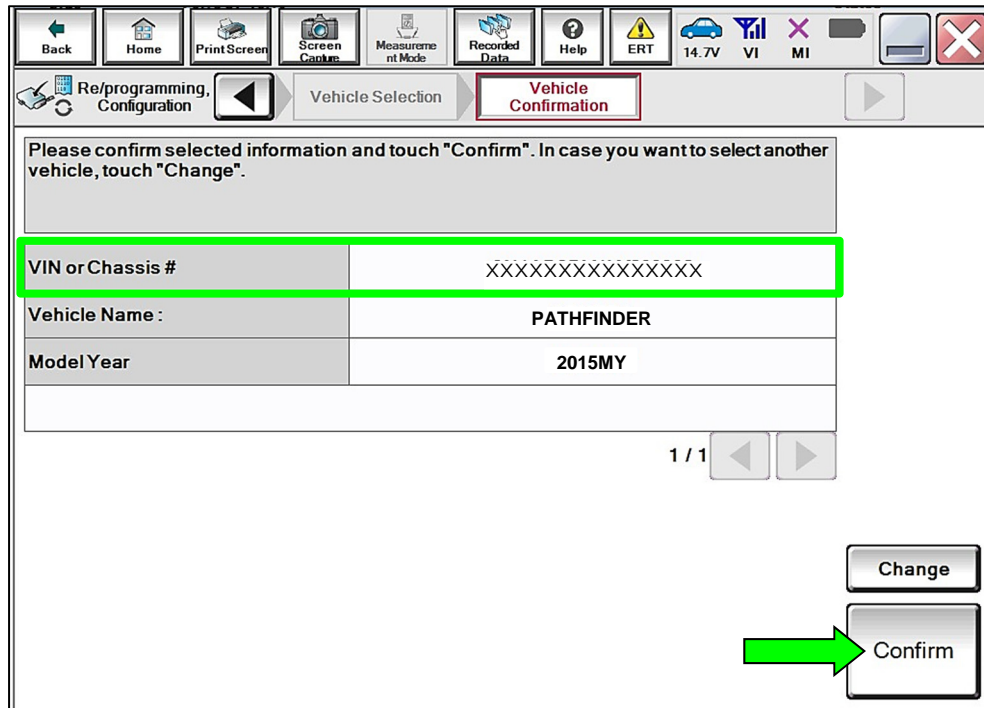 Back
Home
Print Screen
Screen
Capture
Measureme
nt Mode
Recorded
Data
Help
ERT
14.7V
VI
MI
Re/programming,
Configuration
Vehicle Selection
Vehicle
Confirmation
Please confirm selected information and touch "Confirm". In case you want to select another
vehicle, touch "Change".
VIN or Chassis # XXXXXXXXXXXXXXX
Vehicle Name : PATHFINDER
Model Year 2015MY
1 / 1
Change
Confirm